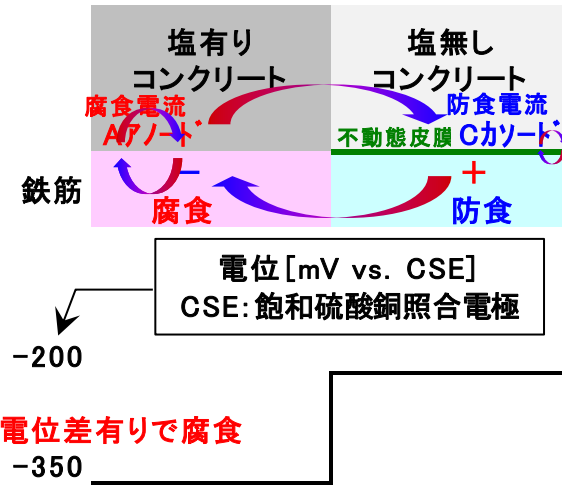 塩有り
コンクリート
塩無し
コンクリート
腐食電流
Aアノード
防食電流
不動態皮膜
Cカソード
鉄筋
−
腐食
＋
防食
電位[mV vs. CSE]
CSE:飽和硫酸銅照合電極
-200
電位差有りで腐食
-350